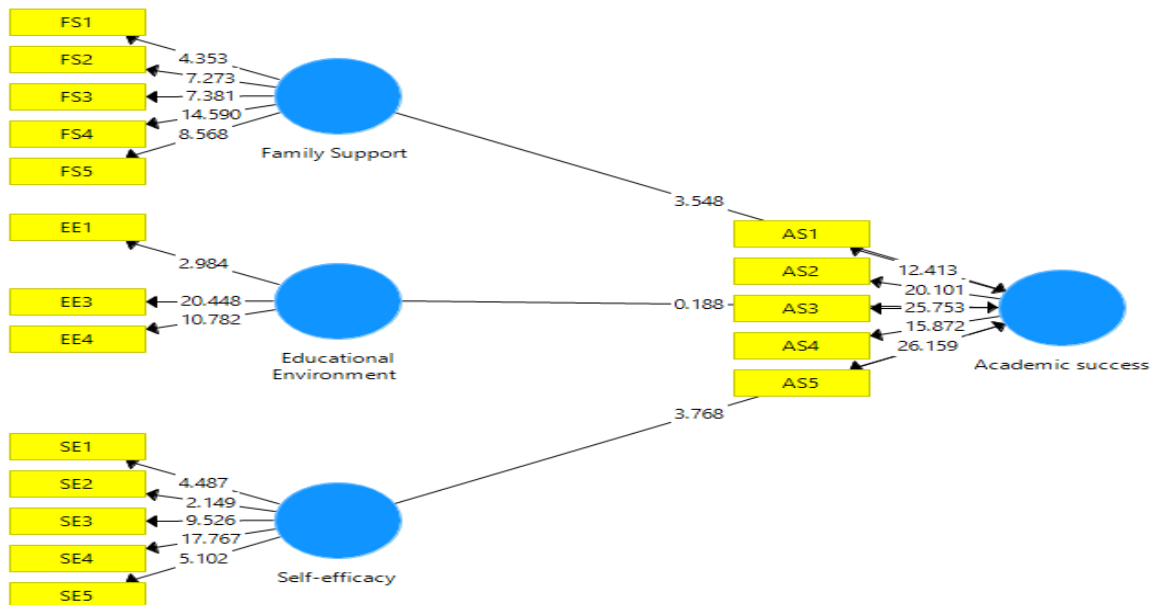 FS1
FS2
FS3
FS4
FS5
4.353
7.273
7.381
14.590
8.568
Family Support
3.548
EE1
EE3
EE4
2.984
20.448
10.782
Educational
Environment
0.188
SE1
SE2
SE3
SE4
SE5
4.487
2.149
9.526
17.767
5.102
Self-efficacy
3.768
AS1
AS2
AS3
AS4
AS5
12.413
20.101
25.753
15.872
26.159
Academic success